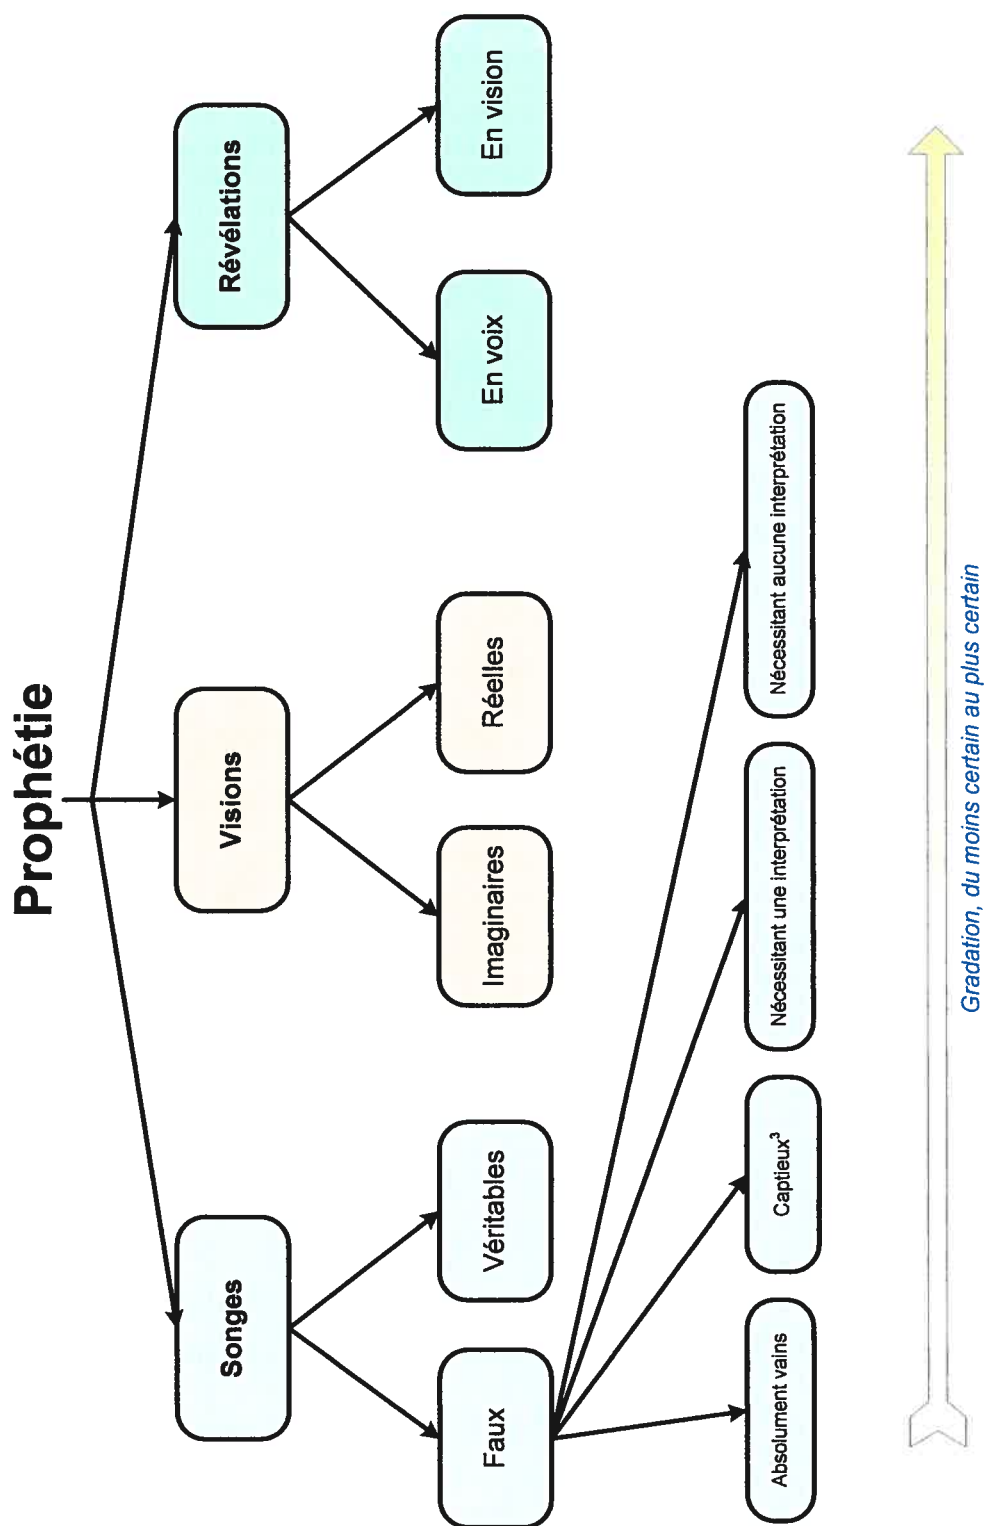 Prophétie
Songes
Visions
Révélations
Faux
Véritables
Imaginaires
Réelles
En voix
En vision
Absolument vains
Captieux³
Nécessitant une interprétation
Nécessitant aucune interprétation
Gradation, du moins certain au plus certain